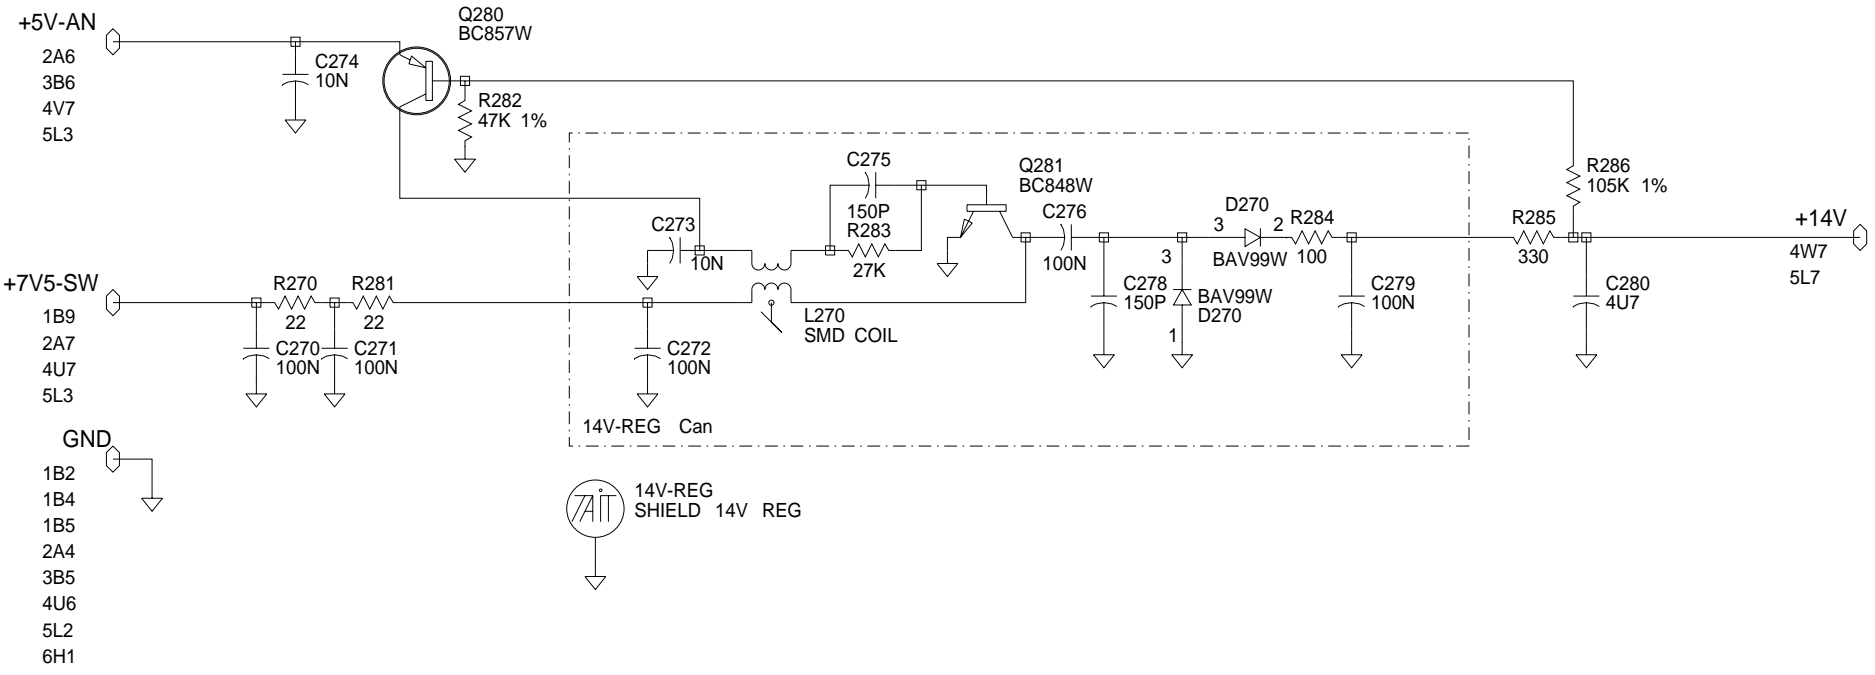 +5V-AN
2A6
3B6
4V7
5L3
Q280
BC857W
C274
10N
R282
47K 1%
C275
150P
R283
27K
Q281
BC848W
C273
10N
C276
100N
D270
3 2
BAV99W
R284
100
R285
330
R286
105K 1%
+14V
4W7
5L7
+7V5-SW
1B9
2A7
4U7
5L3
R270
22
R281
22
C270
100N
C271
100N
C272
100N
L270
SMD COIL
C278
150P
3
BAV99W
D270
1
C279
100N
C280
4U7
14V-REG Can
GND
1B2
1B4
1B5
2A4
3B5
4U6
5L2
6H1
TAIT
14V-REG
SHIELD 14V REG